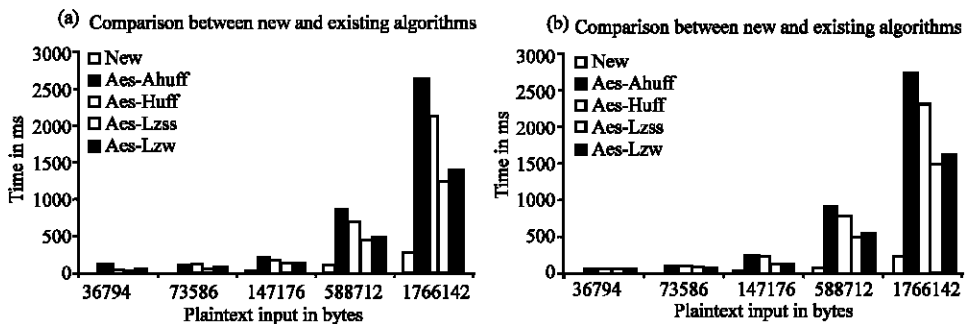 (a) Comparison between new and existing algorithms
3000
2500
2000
1500
1000
500
0
Time in ms
New
Aes-Ahuff
Aes-Huff
Aes-Lzss
Aes-Lzw
36794 73586 147176 588712 1766142
Plaintext input in bytes
(b) Comparison between new and existing algorithms
3000
2500
2000
1500
1000
500
0
Time in ms
New
Aes-Ahuff
Aes-Huff
Aes-Lzss
Aes-Lzw
36794 73586 147176 588712 1766142
Plaintext input in bytes